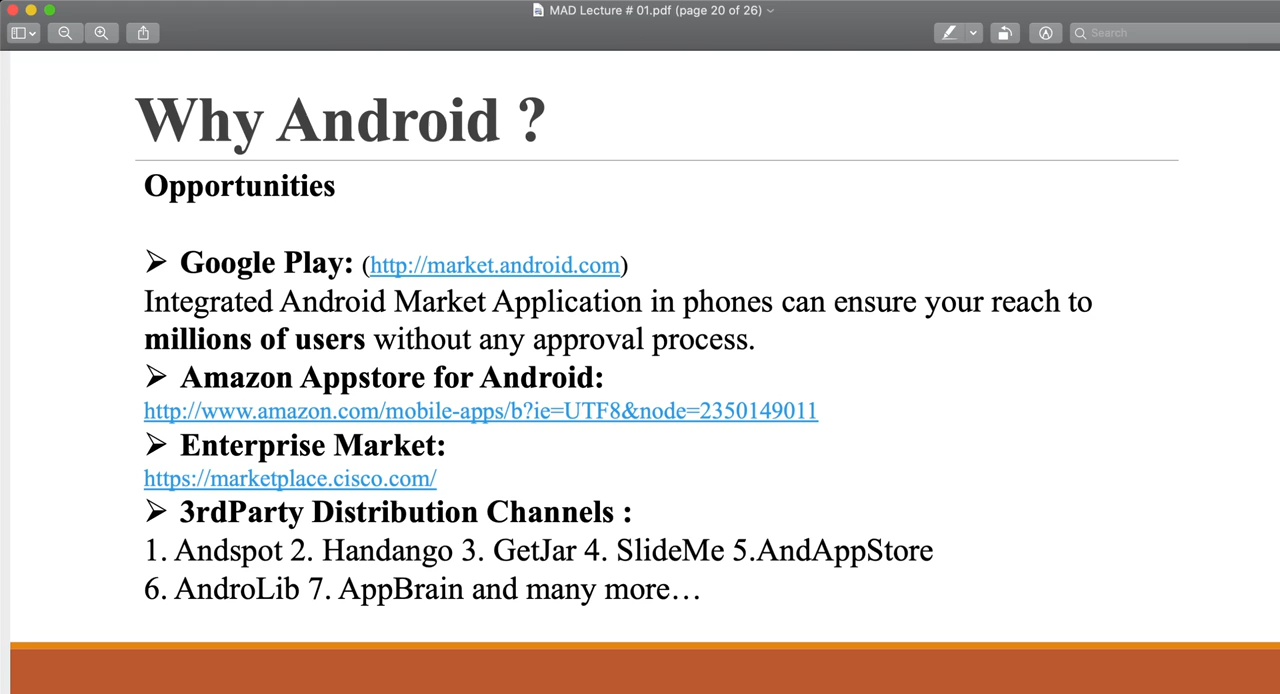 MAD Lecture # 01.pdf (page 20 of 26)
Search
Why Android ?
Opportunities
➢ Google Play: (http://market.android.com)
Integrated Android Market Application in phones can ensure your reach to
millions of users without any approval process.
➢ Amazon Appstore for Android:
http://www.amazon.com/mobile-apps/b?ie=UTF8&node=2350149011
➢ Enterprise Market:
https://marketplace.cisco.com/
➢ 3rdParty Distribution Channels :
1. Andspot 2. Handango 3. GetJar 4. SlideMe 5.AndAppStore
6. AndroLib 7. AppBrain and many more…